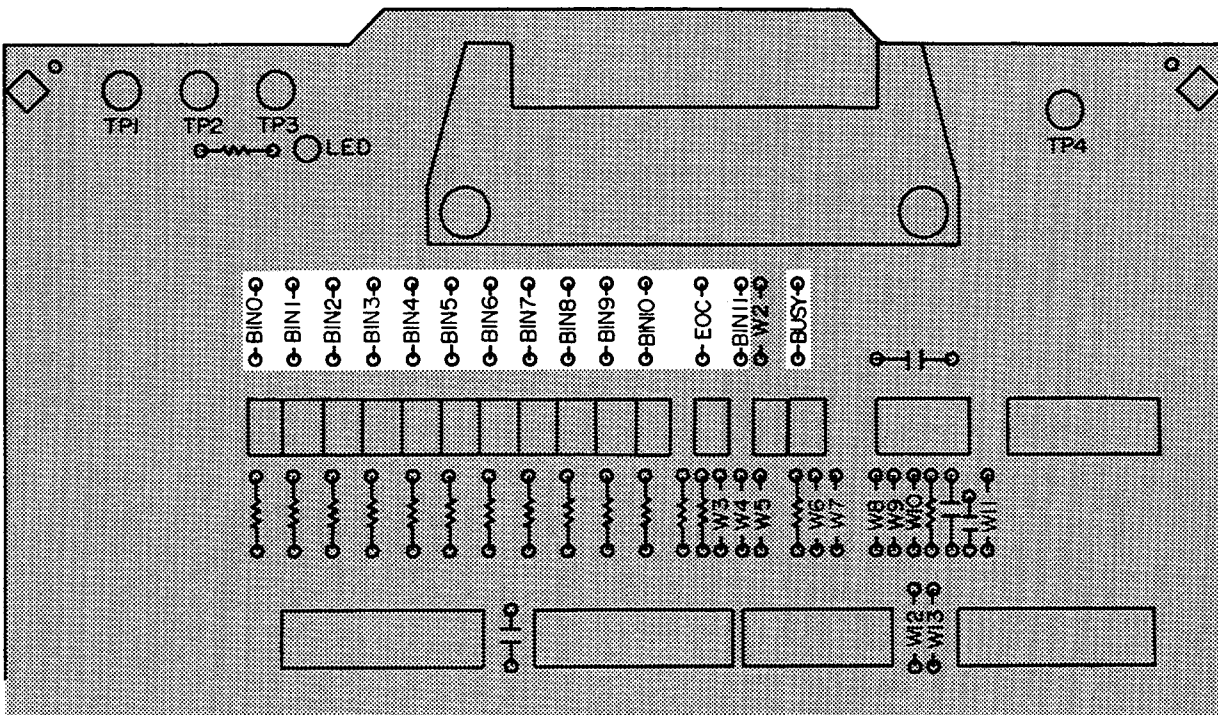 TP1 TP2 TP3
LED
TP4
BIN0 BIN1 BIN2 BIN3 BIN4 BIN5 BIN6 BIN7 BIN8 BIN9 BIN10 EOC BIN11 W2 BUSY
W3 W4 W5 W6 W7 W8 W9 W10 W11
W12 W13